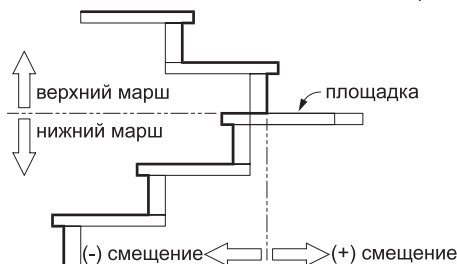 верхний марш
площадка
нижний марш
(-) смещение
(+) смещение